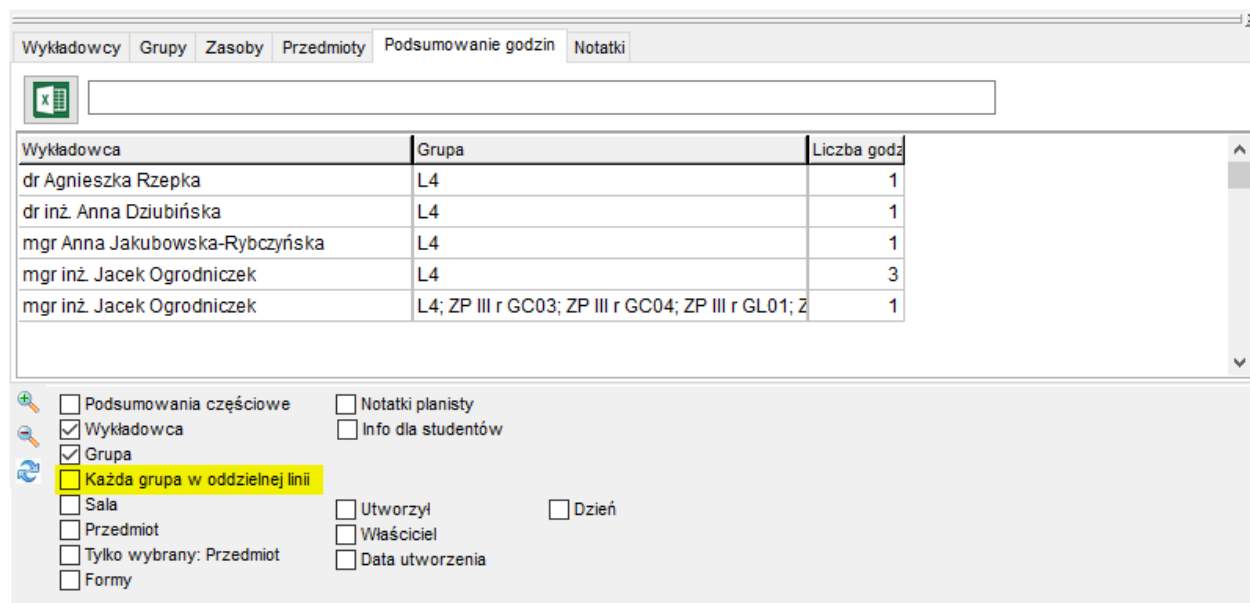 Wykładowcy Grupy Zasoby Przedmioty Podsumowanie godzin Notatki
Wykładowca Grupa Liczba godz
dr Agnieszka Rzepka L4 1
dr inż. Anna Dziubińska L4 1
mgr Anna Jakubowska-Rybczyńska L4 1
mgr inż. Jacek Ogrodniczek L4 3
mgr inż. Jacek Ogrodniczek L4; ZP III r GC03; ZP III r GC04; ZP III r GL01; Z 1
Podsumowania częściowe Notatki planisty
Wykładowca Info dla studentów
Grupa
Każda grupa w oddzielnej linii
Sala Utworzył Dzień
Przedmiot Właściciel
Tylko wybrany: Przedmiot Data utworzenia
Formy